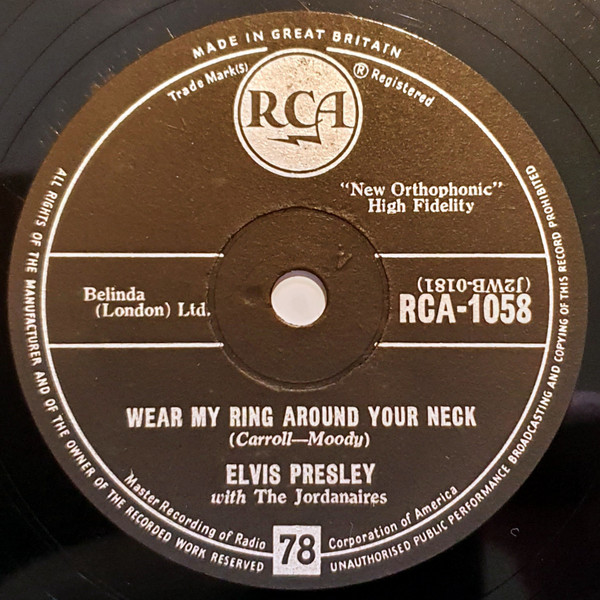 MADE IN GREAT BRITAIN
Trade Mark(s)
RCA
® Registered
"New Orthophonic"
High Fidelity
Belinda
(London) Ltd.
(J2WB-0181)
RCA-1058
WEAR MY RING AROUND YOUR NECK
(Carroll—Moody)
ELVIS PRESLEY
with The Jordanaires
Master Recording of Radio Corporation of America
78
ALL RIGHTS OF THE MANUFACTURER AND OF THE OWNER OF THE RECORDED WORK RESERVED
UNAUTHORISED PUBLIC PERFORMANCE BROADCASTING AND COPYING OF THIS RECORD PROHIBITED